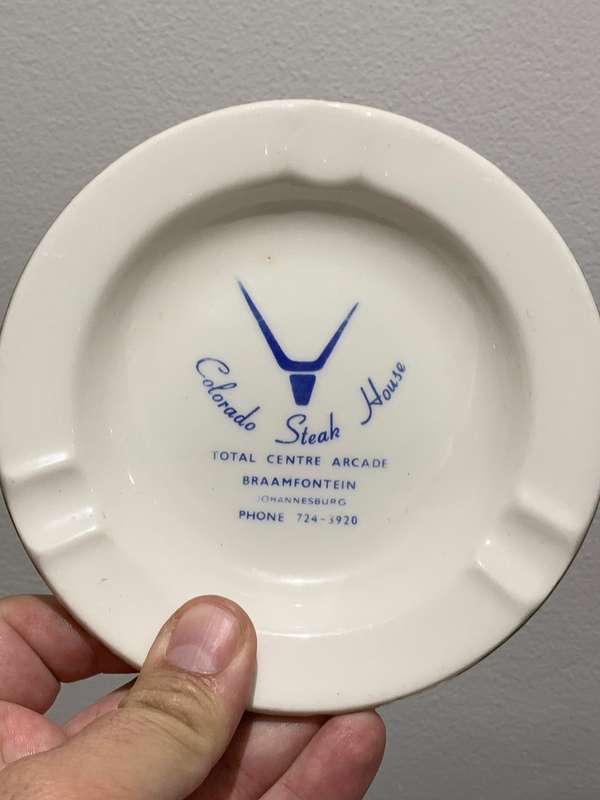 Colorado Steak House
TOTAL CENTRE ARCADE
BRAAMFONTEIN
JOHANNESBURG
PHONE 724-3920